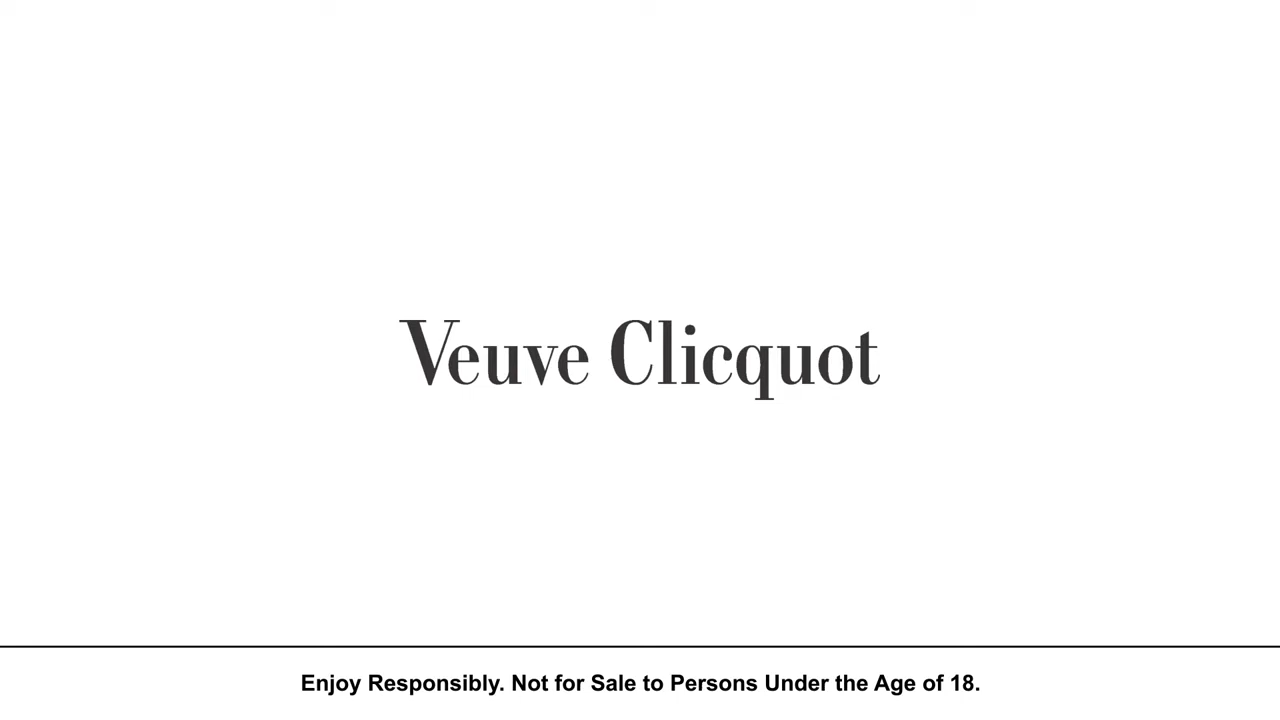 Veuve Clicquot
Enjoy Responsibly. Not for Sale to Persons Under the Age of 18.